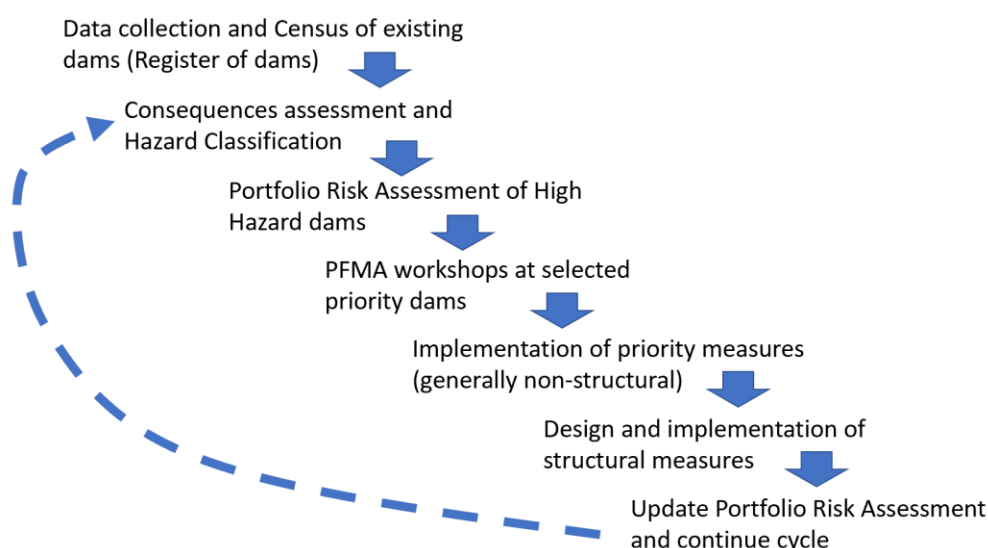 Data collection and Census of existing
dams (Register of dams)
Consequences assessment and
Hazard Classification
Portfolio Risk Assessment of High
Hazard dams
PFMA workshops at selected
priority dams
Implementation of priority measures
(generally non-structural)
Design and implementation of
structural measures
Update Portfolio Risk Assessment
and continue cycle